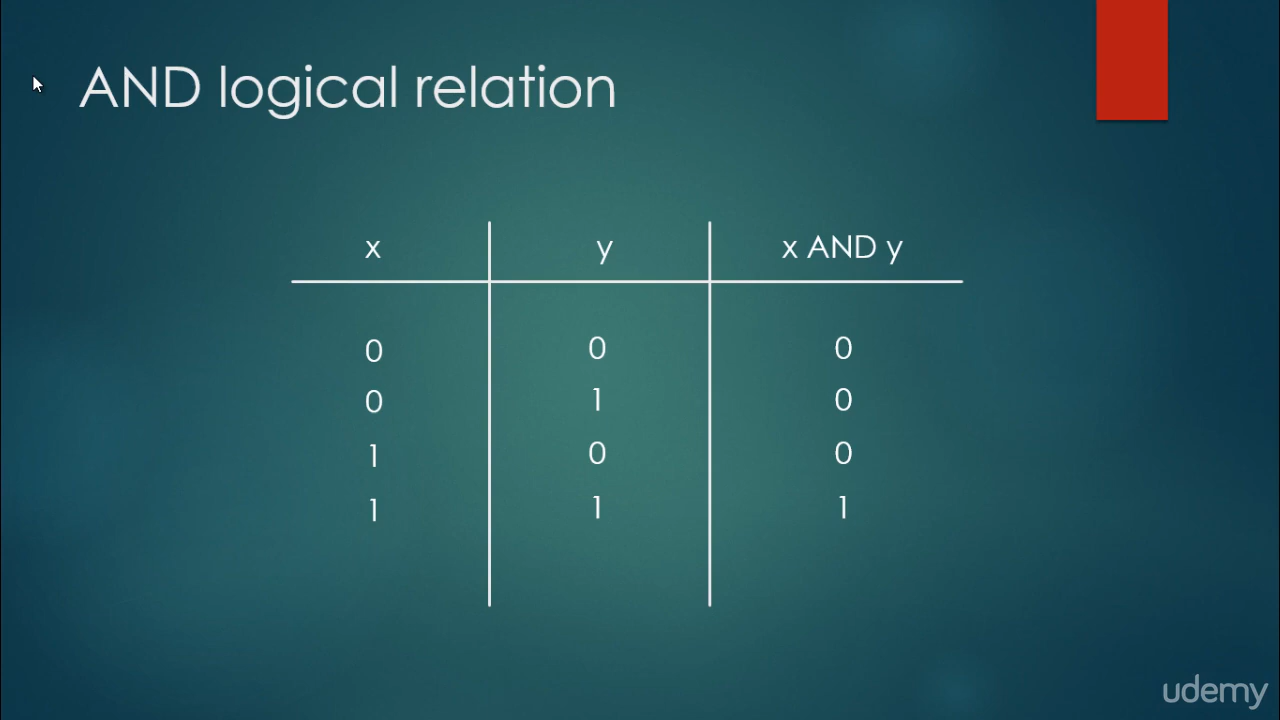 AND logical relation
x y x AND y
0 0 0
0 1 0
1 0 0
1 1 1
udemy